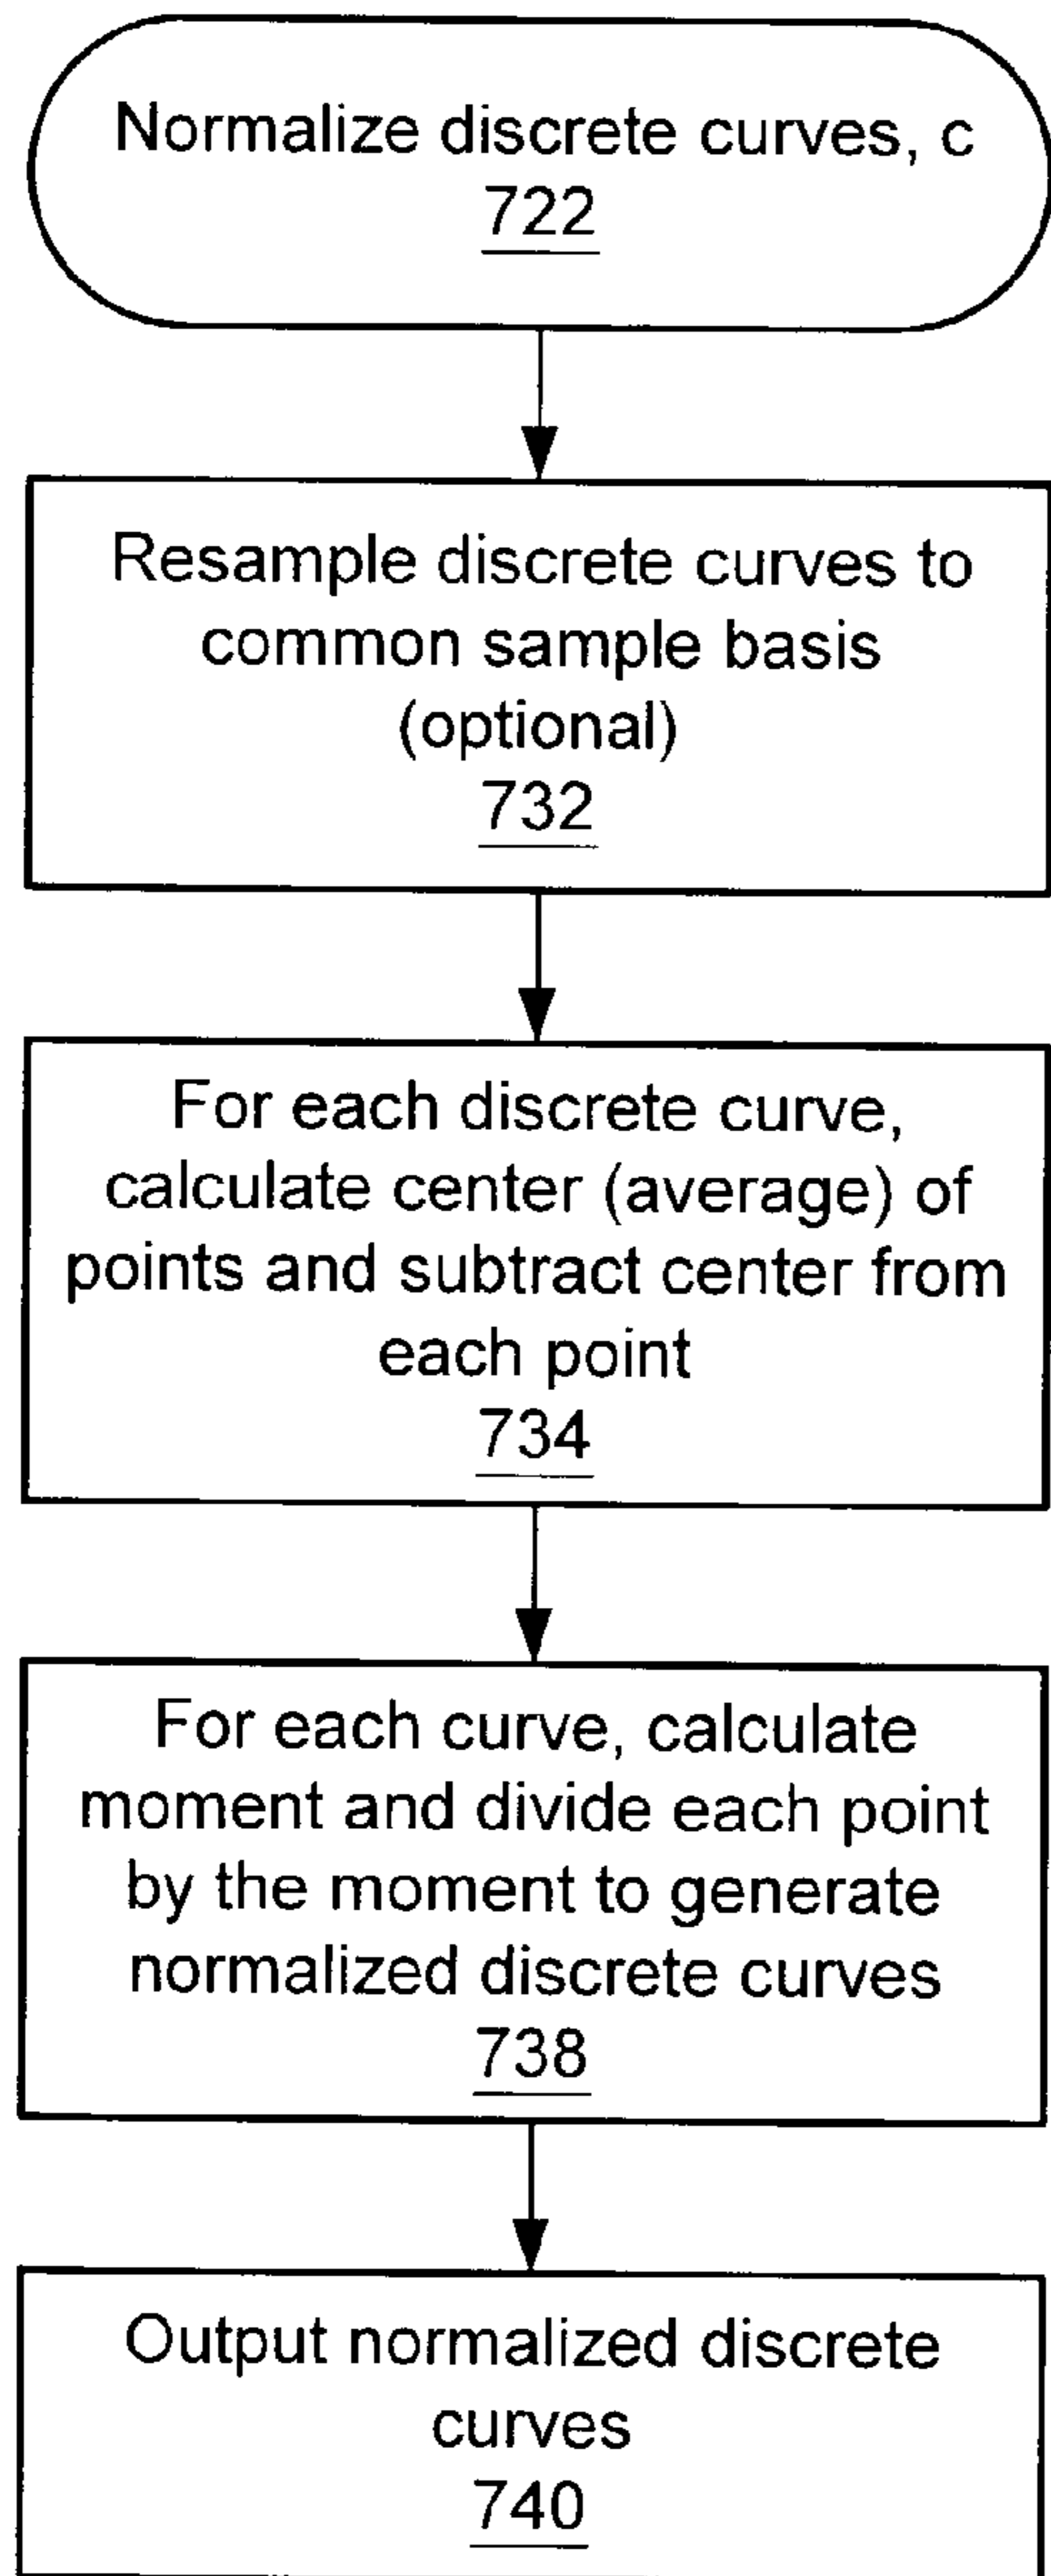 Normalize discrete curves, c
722
Resample discrete curves to
common sample basis
(optional)
732
For each discrete curve,
calculate center (average) of
points and subtract center from
each point
734
For each curve, calculate
moment and divide each point
by the moment to generate
normalized discrete curves
738
Output normalized discrete
curves
740